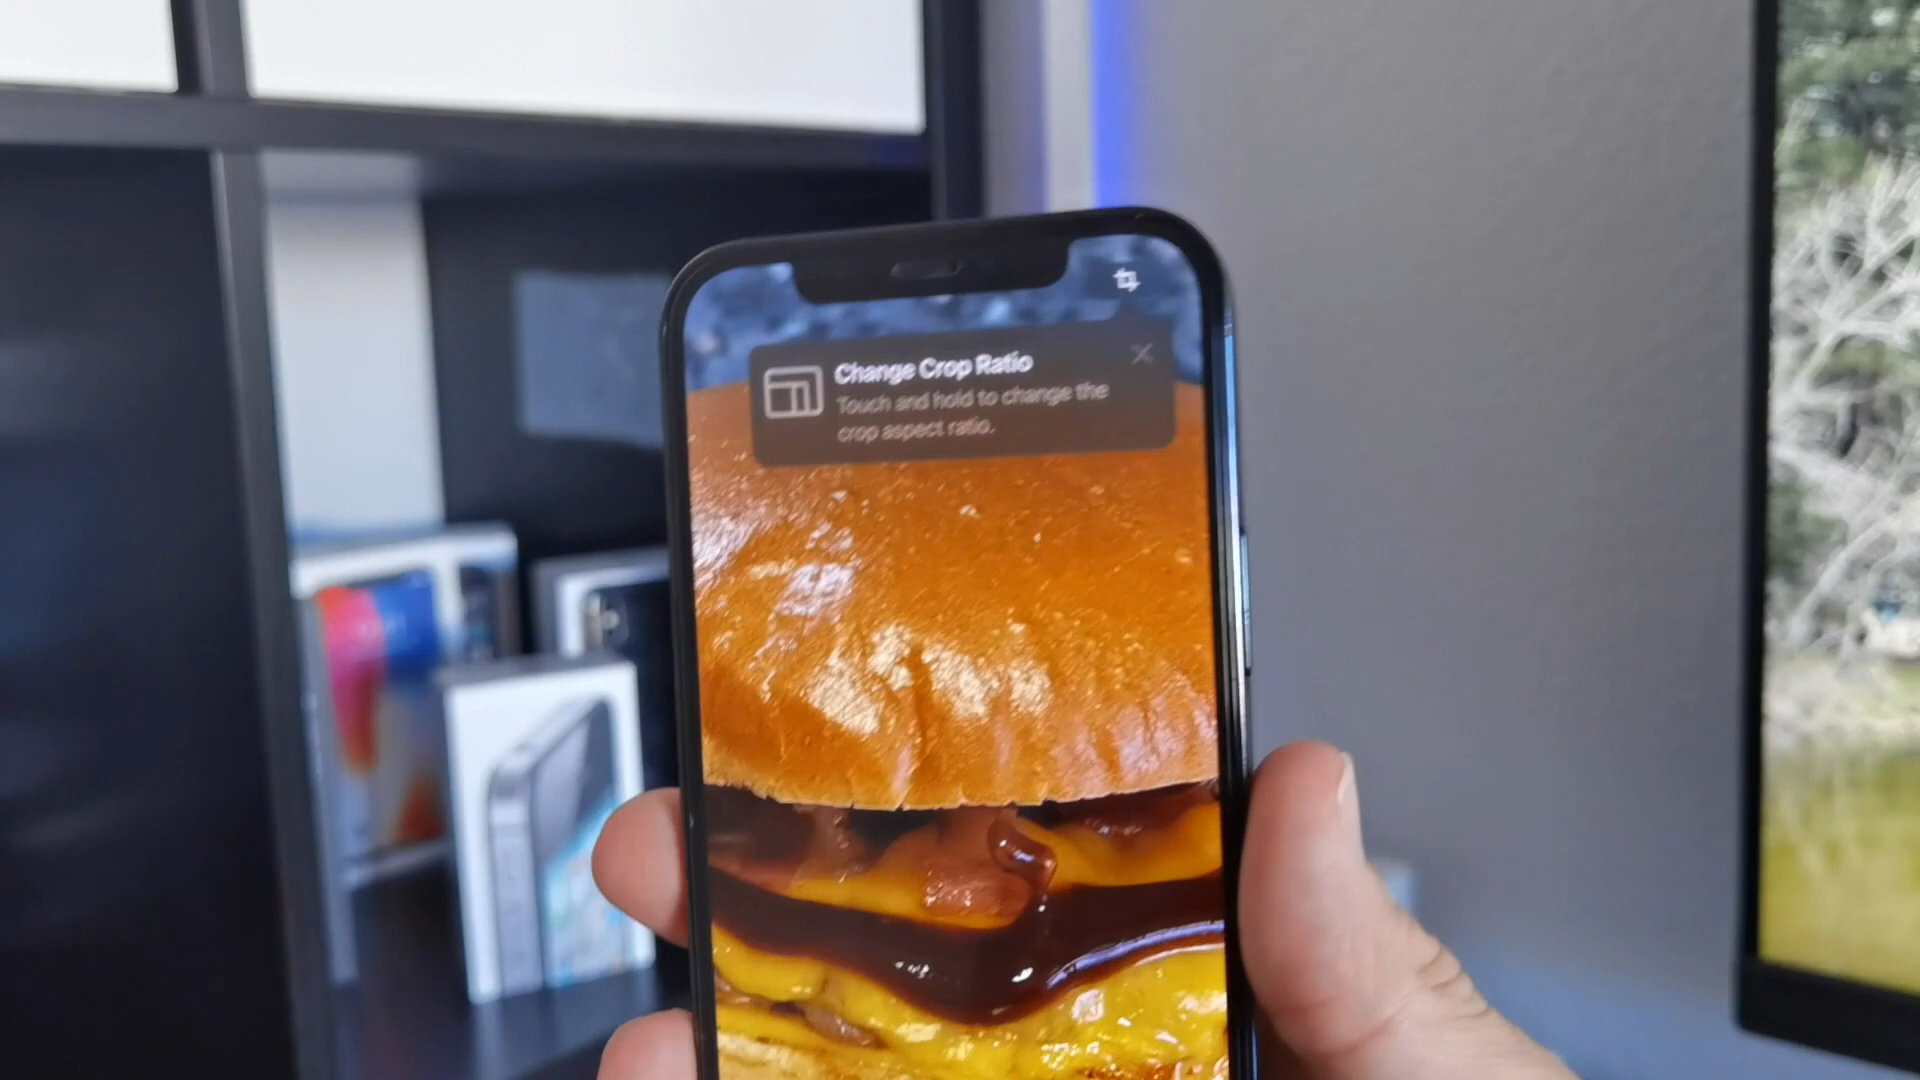 Change Crop Ratio
Touch and hold to change the
crop aspect ratio.